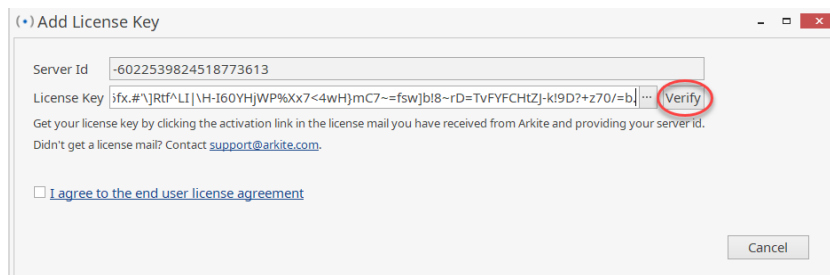 Add License Key
Server Id -6022539824518773613
License Key 5fx.#'\]Rtf^LI|\H-I60YHjWP%Xx7<4wH}mC7~=fsw]b!8~rD=TvFYFCHtZJ-k!9D?+z70/=b. ... Verify
Get your license key by clicking the activation link in the license mail you have received from Arkite and providing your server id.
Didn't get a license mail? Contact support@arkite.com.
I agree to the end user license agreement
Cancel